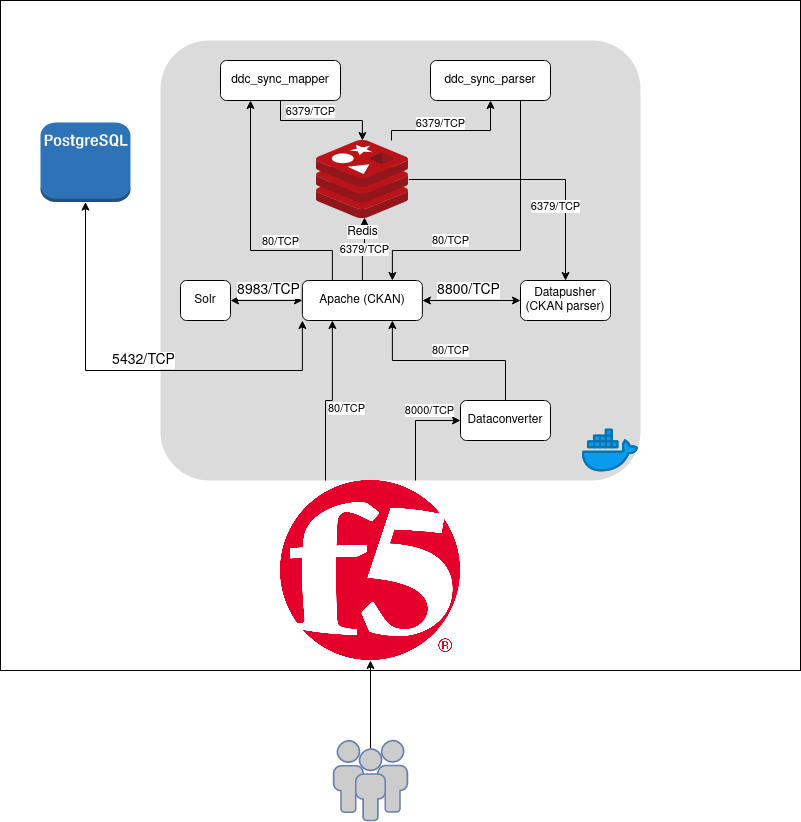 ddc_sync_mapper
ddc_sync_parser
6379/TCP
6379/TCP
PostgreSQL
6379/TCP
Redis
80/TCP
80/TCP
6379/TCP
Solr
8983/TCP
Apache (CKAN)
8800/TCP
Datapusher
(CKAN parser)
5432/TCP
80/TCP
80/TCP
8000/TCP
Dataconverter
f5
®